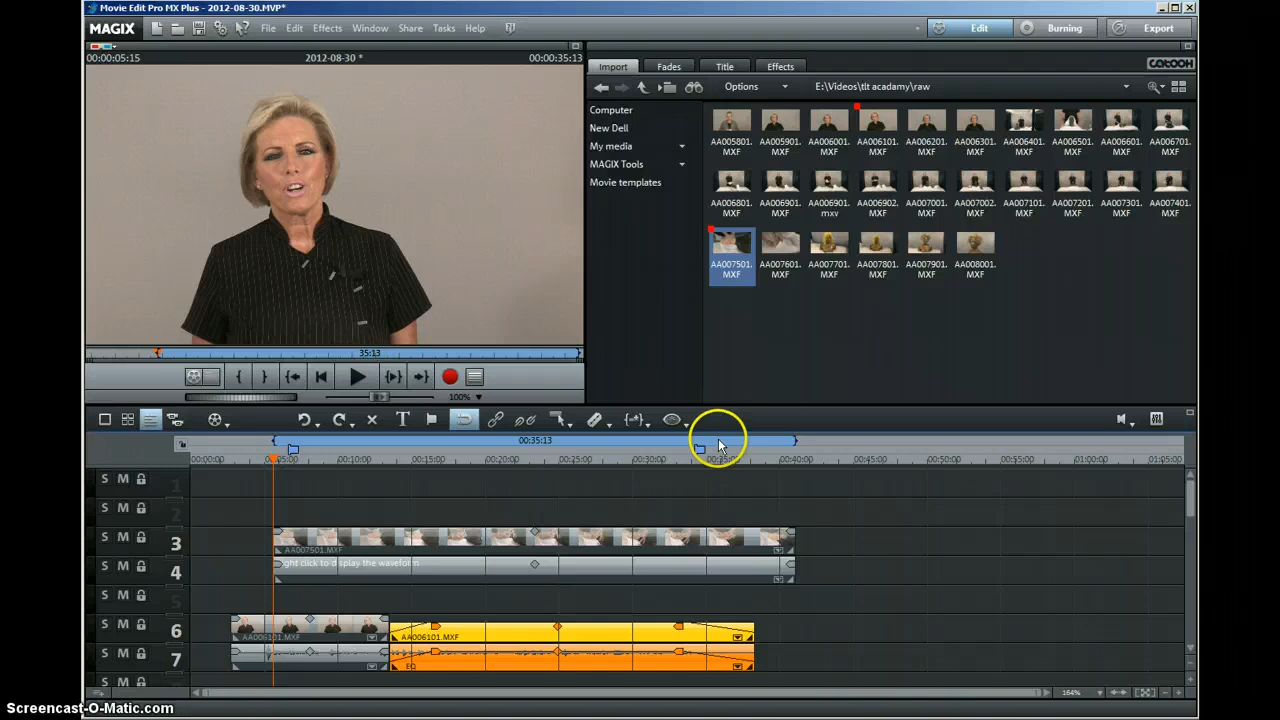 Movie Edit Pro MX Plus - 2012-08-30.MVP*
MAGIX File Edit Effects Window Share Tasks Help Edit Burning Export
00:00:05:15 2012-08-30 * 00:00:35:13
Import Fades Title Effects catooh
Options E:\Videos\tlt acadamy\raw
Computer
New Dell
My media
MAGIX Tools
Movie templates
AA005801.MXF AA005901.MXF AA006001.MXF AA006101.MXF AA006201.MXF AA006301.MXF AA006401.MXF AA006501.MXF AA006601.MXF AA006701.MXF
AA006801.MXF AA006901.MXF AA006901.mxv AA006902.MXF AA007001.MXF AA007002.MXF AA007101.MXF AA007201.MXF AA007301.MXF AA007401.MXF
AA007501.MXF AA007601.MXF AA007701.MXF AA007801.MXF AA007901.MXF AA008001.MXF
35:13
100%
00:35:13
00:00:00 00:05:00 00:10:00 00:15:00 00:20:00 00:25:00 00:30:00 00:35:00 00:40:00 00:45:00 00:50:00 00:55:00 01:00:00 01:05:00
S M 1
S M 2
S M 3
AA007501.MXF
S M 4
ght click to display the waveform
S M 5
S M 6
AA006101.MXF AA006101.MXF
S M 7
EQ
S M
164%
Screencast-O-Matic.com